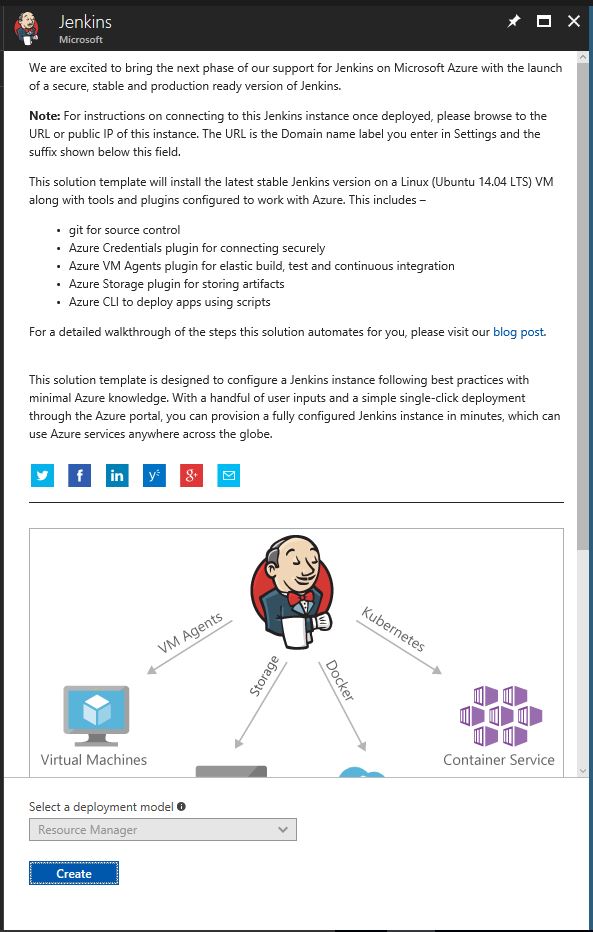 Jenkins
Microsoft
We are excited to bring the next phase of our support for Jenkins on Microsoft Azure with the launch
of a secure, stable and production ready version of Jenkins.
Note: For instructions on connecting to this Jenkins instance once deployed, please browse to the
URL or public IP of this instance. The URL is the Domain name label you enter in Settings and the
suffix shown below this field.
This solution template will install the latest stable Jenkins version on a Linux (Ubuntu 14.04 LTS) VM
along with tools and plugins configured to work with Azure. This includes –
• git for source control
• Azure Credentials plugin for connecting securely
• Azure VM Agents plugin for elastic build, test and continuous integration
• Azure Storage plugin for storing artifacts
• Azure CLI to deploy apps using scripts
For a detailed walkthrough of the steps this solution automates for you, please visit our blog post.
This solution template is designed to configure a Jenkins instance following best practices with
minimal Azure knowledge. With a handful of user inputs and a simple single-click deployment
through the Azure portal, you can provision a fully configured Jenkins instance in minutes, which can
use Azure services anywhere across the globe.
VM Agents
Storage
Docker
Kubernetes
Virtual Machines
Container Service
Select a deployment model
Resource Manager
Create